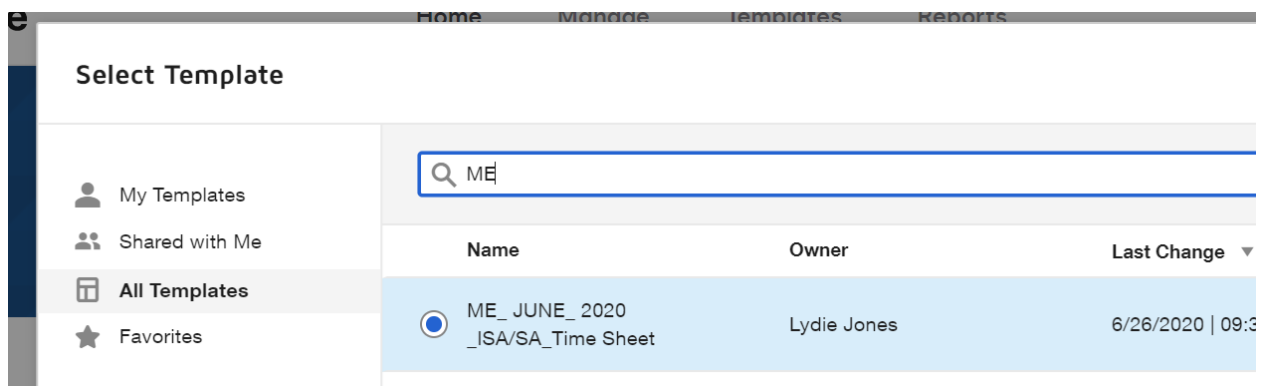 e
Home Manage Templates Reports
Select Template
ME
My Templates
Shared with Me
All Templates
Favorites
Name Owner Last Change
ME_ JUNE_ 2020
_ISA/SA_Time Sheet
Lydie Jones
6/26/2020 | 09:3